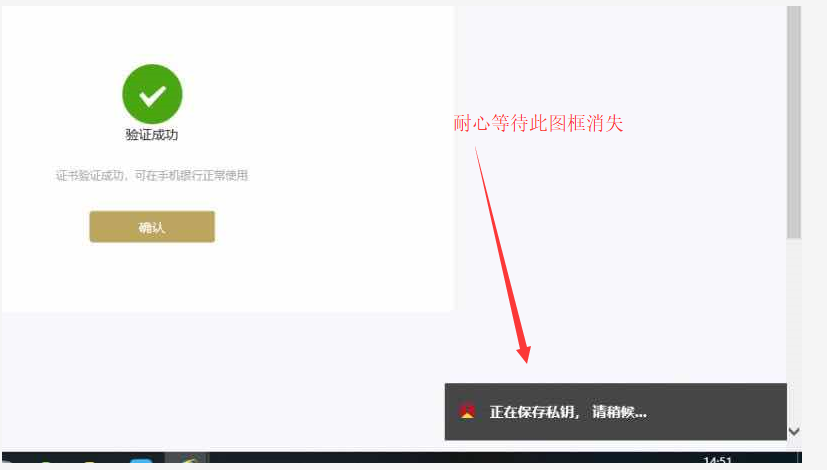 验证成功
证书验证成功，可在手机银行正常使用
确认
耐心等待此图框消失
正在保存私钥， 请稍候...
14:51